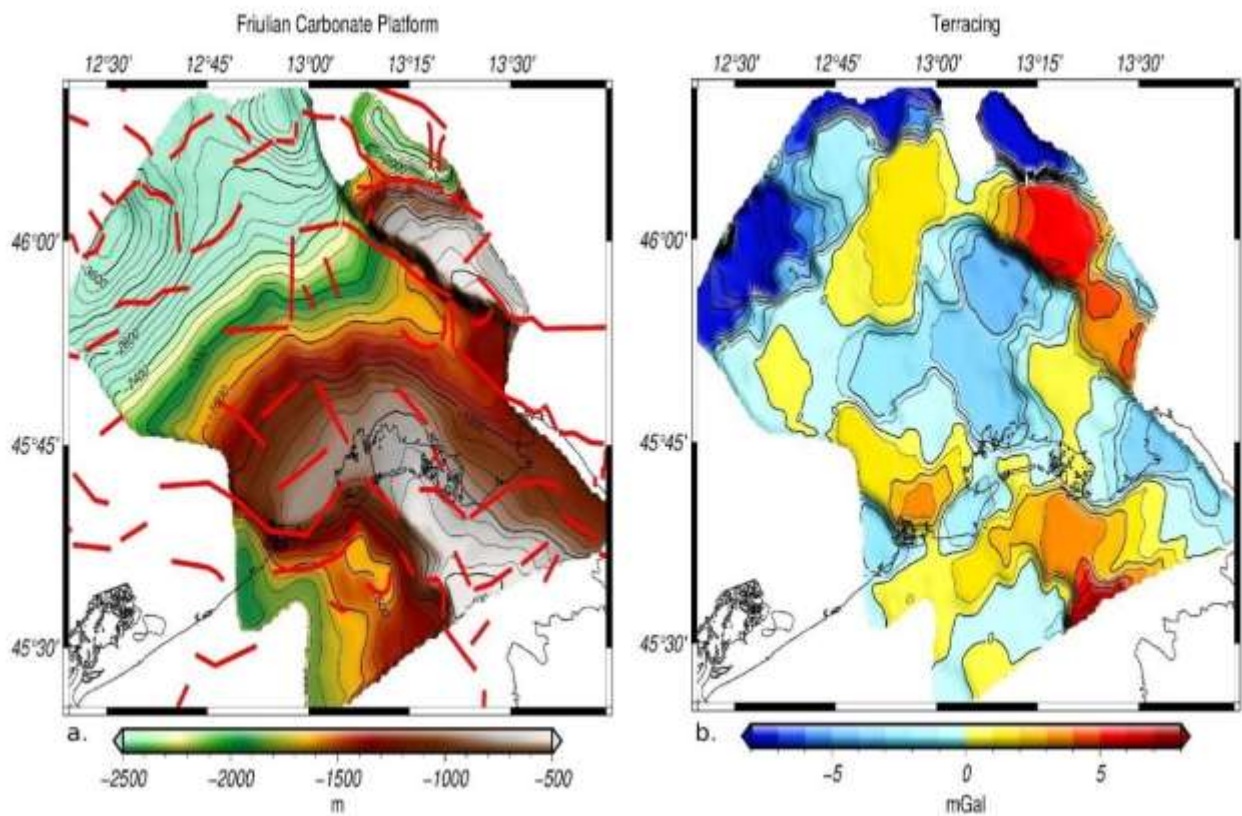 Friulian Carbonate Platform
12°30' 12°45' 13°00' 13°15' 13°30'
46°00'
45°45'
45°30'
a.
−2500 −2000 −1500 −1000 −500
m
Terracing
12°30' 12°45' 13°00' 13°15' 13°30'
46°00'
45°45'
45°30'
b.
−5 0 5
mGal